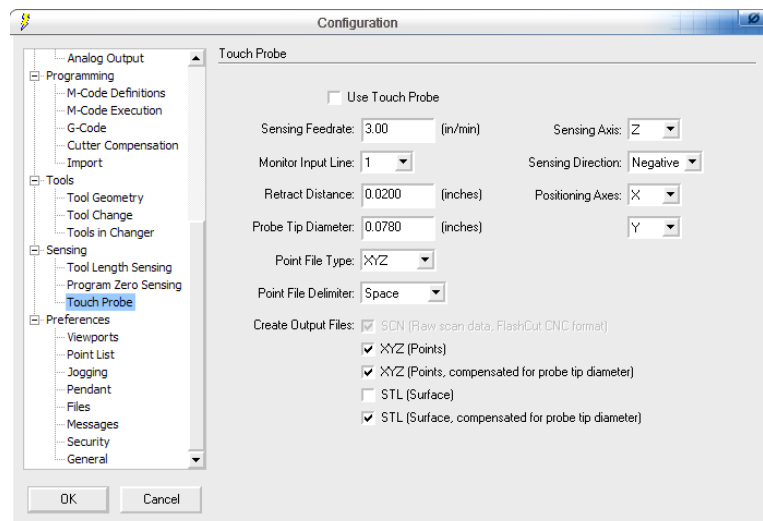 Configuration
Analog Output
Programming
M-Code Definitions
M-Code Execution
G-Code
Cutter Compensation
Import
Tools
Tool Geometry
Tool Change
Tools in Changer
Sensing
Tool Length Sensing
Program Zero Sensing
Touch Probe
Preferences
Viewports
Point List
Jogging
Pendant
Files
Messages
Security
General
OK Cancel
Touch Probe
Use Touch Probe
Sensing Feedrate: 3.00 (in/min) Sensing Axis: Z
Monitor Input Line: 1 Sensing Direction: Negative
Retract Distance: 0.0200 (inches) Positioning Axes: X
Probe Tip Diameter: 0.0780 (inches) Y
Point File Type: XYZ
Point File Delimiter: Space
Create Output Files: SCN (Raw scan data, FlashCut CNC format)
XYZ (Points)
XYZ (Points, compensated for probe tip diameter)
STL (Surface)
STL (Surface, compensated for probe tip diameter)